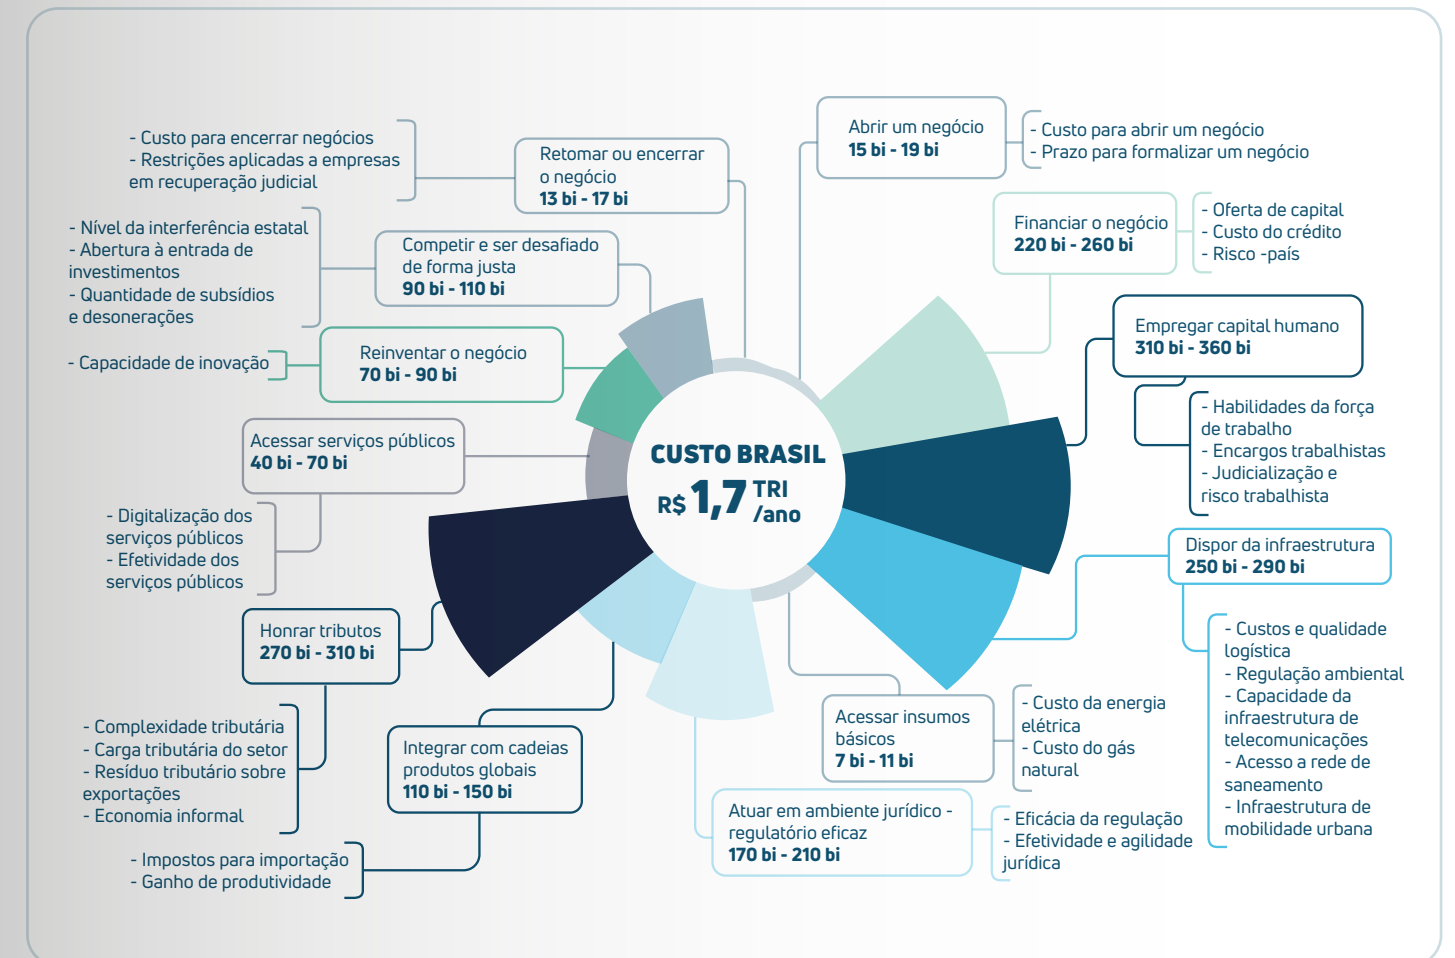 CUSTO BRASIL
R$ 1,7 TRI
/ano
Abrir um negócio
15 bi - 19 bi
- Custo para abrir um negócio
- Prazo para formalizar um negócio
Financiar o negócio
220 bi - 260 bi
- Oferta de capital
- Custo do crédito
- Risco -país
Empregar capital humano
310 bi - 360 bi
- Habilidades da força
de trabalho
- Encargos trabalhistas
- Judicialização e
risco trabalhista
Dispor da infraestrutura
250 bi - 290 bi
- Custos e qualidade
logística
- Regulação ambiental
- Capacidade da
infraestrutura de
telecomunicações
- Acesso a rede de
saneamento
- Infraestrutura de
mobilidade urbana
Acessar insumos
básicos
7 bi - 11 bi
- Custo da energia
elétrica
- Custo do gás
natural
Atuar em ambiente jurídico -
regulatório eficaz
170 bi - 210 bi
- Eficácia da regulação
- Efetividade e agilidade
jurídica
Integrar com cadeias
produtos globais
110 bi - 150 bi
- Impostos para importação
- Ganho de produtividade
Honrar tributos
270 bi - 310 bi
- Complexidade tributária
- Carga tributária do setor
- Resíduo tributário sobre
exportações
- Economia informal
Acessar serviços públicos
40 bi - 70 bi
- Digitalização dos
serviços públicos
- Efetividade dos
serviços públicos
Reinventar o negócio
70 bi - 90 bi
- Capacidade de inovação
Competir e ser desafiado
de forma justa
90 bi - 110 bi
- Nível da interferência estatal
- Abertura à entrada de
investimentos
- Quantidade de subsídios
e desonerações
Retomar ou encerrar
o negócio
13 bi - 17 bi
- Custo para encerrar negócios
- Restrições aplicadas a empresas
em recuperação judicial